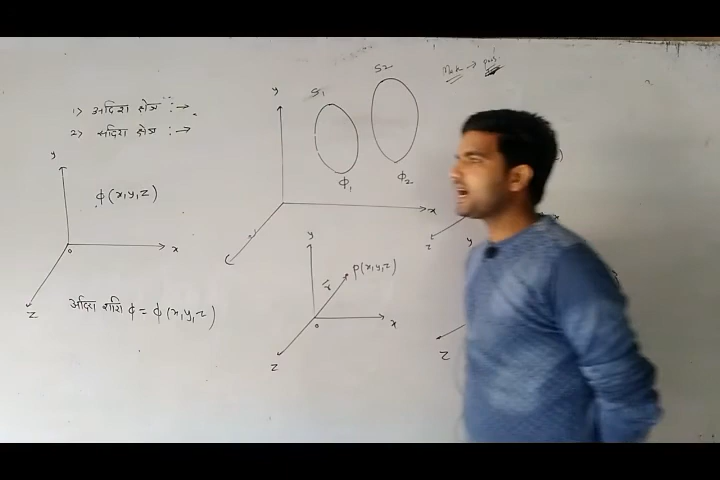 1) अदिश क्षेत्र :→
2) सदिश क्षेत्र :→
y
ϕ(x,y,z)
o
x
z
अदिश राशि ϕ = ϕ(x,y,z)
y
S1
S2
ϕ1
ϕ2
x
y
P(x,y,z)
r
o
x
z
z
y
x
z